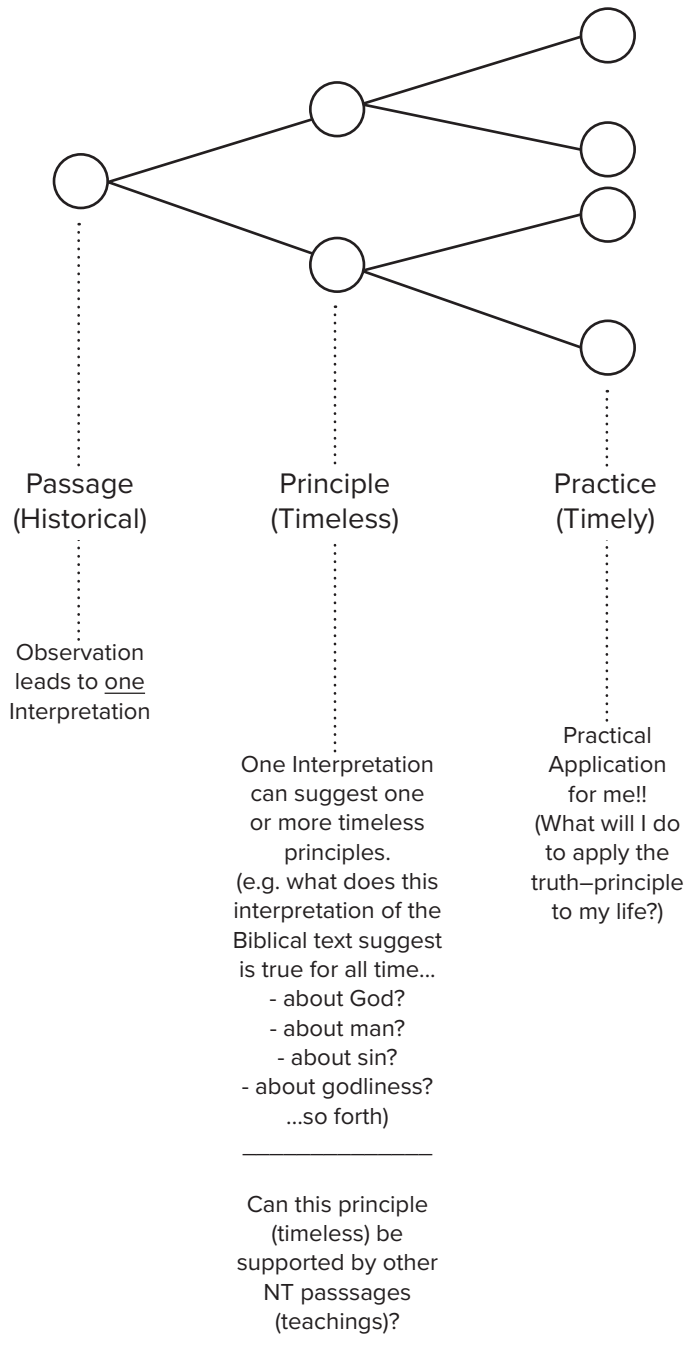 Passage
(Historical)
Principle
(Timeless)
Practice
(Timely)
Observation
leads to one
Interpretation
One Interpretation
can suggest one
or more timeless
principles.
(e.g. what does this
interpretation of the
Biblical text suggest
is true for all time...
- about God?
- about man?
- about sin?
- about godliness?
...so forth)
Can this principle
(timeless) be
supported by other
NT passsages
(teachings)?
Practical
Application
for me!!
(What will I do
to apply the
truth–principle
to my life?)